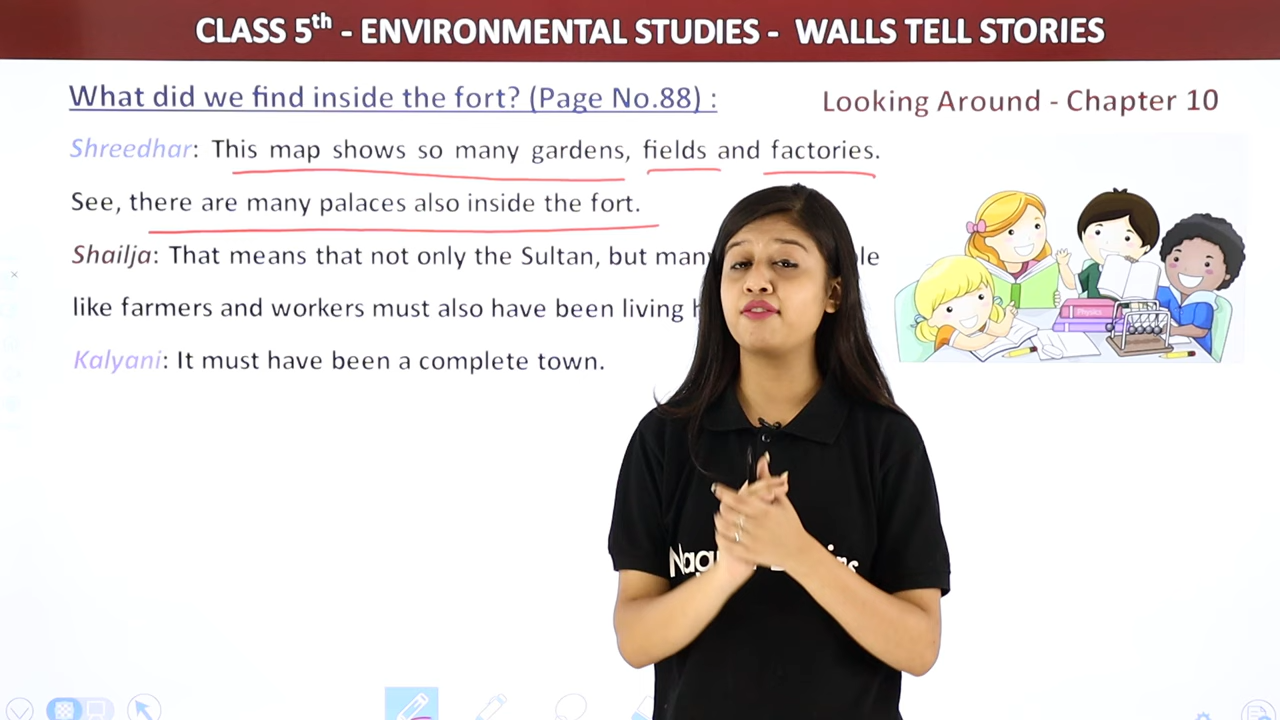 CLASS 5th - ENVIRONMENTAL STUDIES - WALLS TELL STORIES
What did we find inside the fort? (Page No.88) :
Looking Around - Chapter 10
Shreedhar: This map shows so many gardens, fields and factories.
See, there are many palaces also inside the fort.
Shailja: That means that not only the Sultan, but many
like farmers and workers must also have been living
Kalyani: It must have been a complete town.
Physics